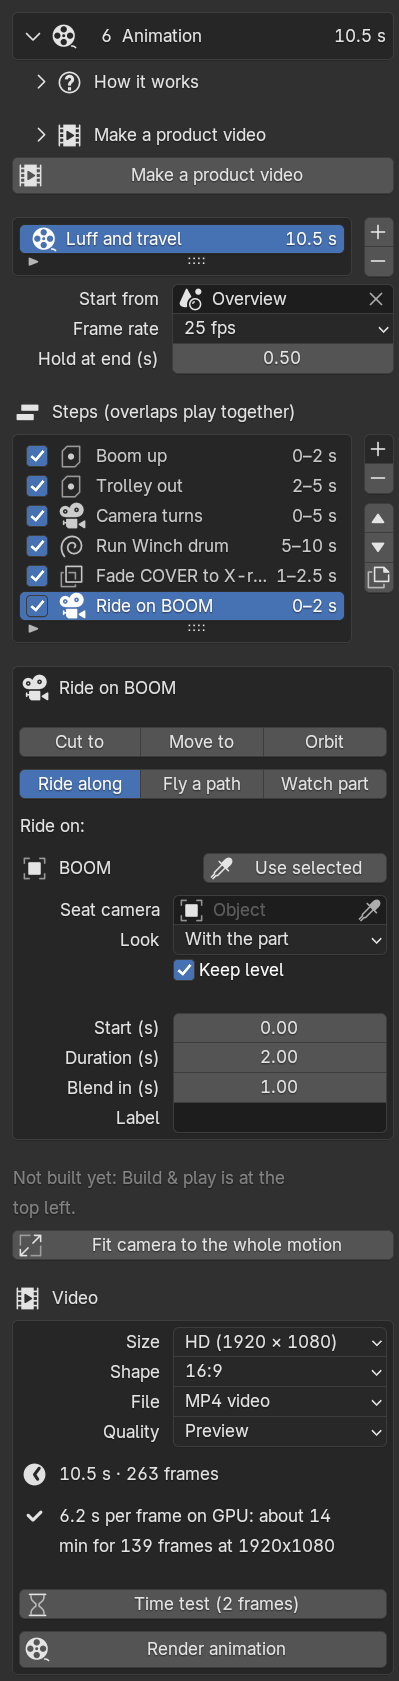 6 Animation 10.5 s
How it works
Make a product video
Make a product video
Luff and travel 10.5 s
Start from Overview
Frame rate 25 fps
Hold at end (s) 0.50
Steps (overlaps play together)
Boom up 0–2 s
Trolley out 2–5 s
Camera turns 0–5 s
Run Winch drum 5–10 s
Fade COVER to X-r... 1–2.5 s
Ride on BOOM 0–2 s
Ride on BOOM
Cut to Move to Orbit
Ride along Fly a path Watch part
Ride on:
BOOM Use selected
Seat camera Object
Look With the part
Keep level
Start (s) 0.00
Duration (s) 2.00
Blend in (s) 1.00
Label
Not built yet: Build & play is at the
top left.
Fit camera to the whole motion
Video
Size HD (1920 × 1080)
Shape 16:9
File MP4 video
Quality Preview
10.5 s · 263 frames
6.2 s per frame on GPU: about 14
min for 139 frames at 1920x1080
Time test (2 frames)
Render animation